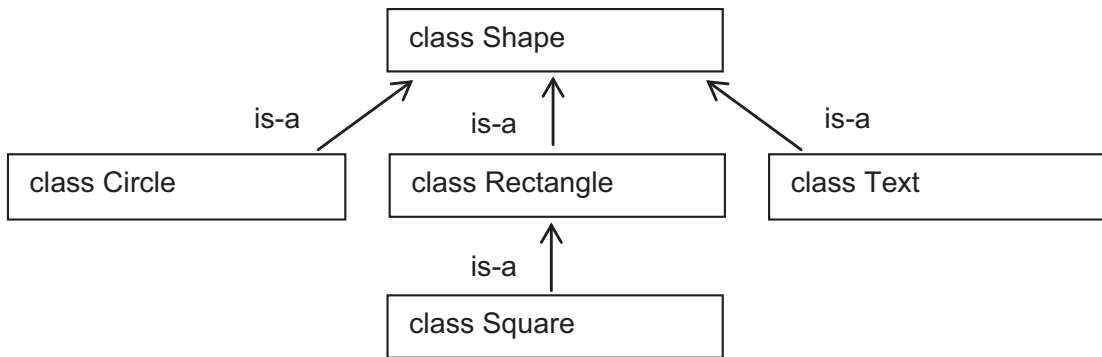 class Shape
is-a
is-a
is-a
class Circle
class Rectangle
class Text
is-a
class Square